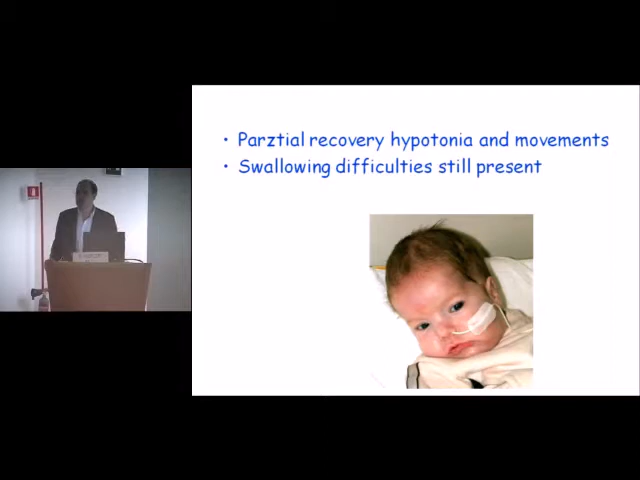 • Parztial recovery hypotonia and movements
• Swallowing difficulties still present